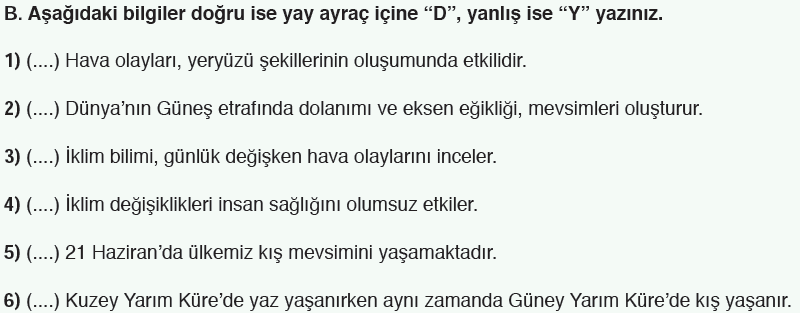 B. Aşağıdaki bilgiler doğru ise yay ayraç içine “D”, yanlış ise “Y” yazınız.
1) (....) Hava olayları, yeryüzü şekillerinin oluşumunda etkilidir.
2) (....) Dünya’nın Güneş etrafında dolanımı ve eksen eğikliği, mevsimleri oluşturur.
3) (....) İklim bilimi, günlük değişken hava olaylarını inceler.
4) (....) İklim değişiklikleri insan sağlığını olumsuz etkiler.
5) (....) 21 Haziran’da ülkemiz kış mevsimini yaşamaktadır.
6) (....) Kuzey Yarım Küre’de yaz yaşanırken aynı zamanda Güney Yarım Küre’de kış yaşanır.